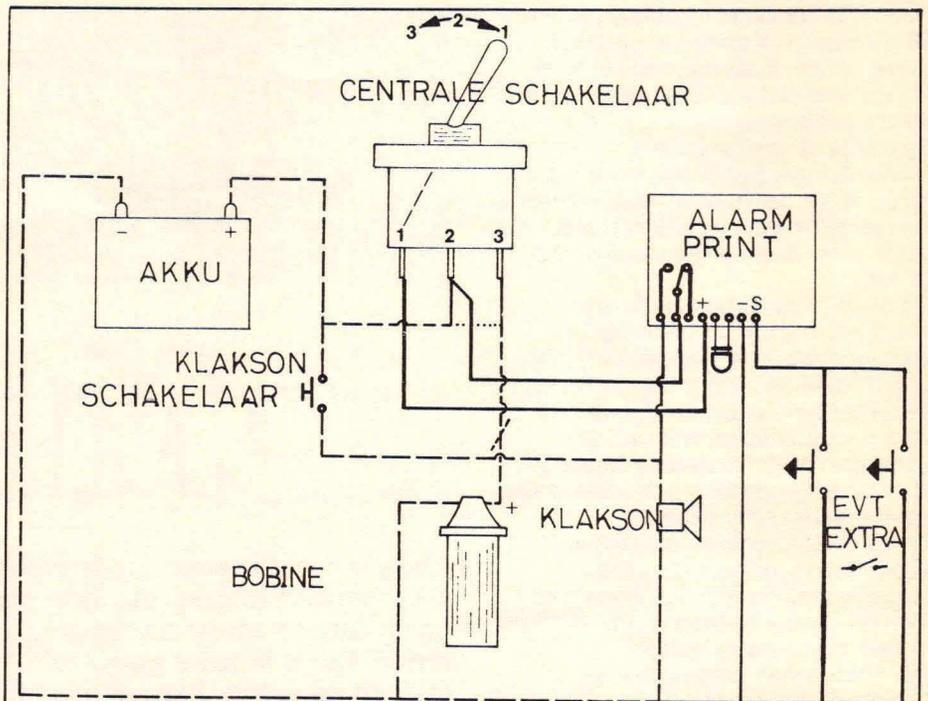 3 2 1
CENTRALE SCHAKELAAR
1 2 3
- +
AKKU
ALARM
PRINT
+ - S
KLAKSON
SCHAKELAAR
+
KLAKSON
EVT
EXTRA
BOBINE